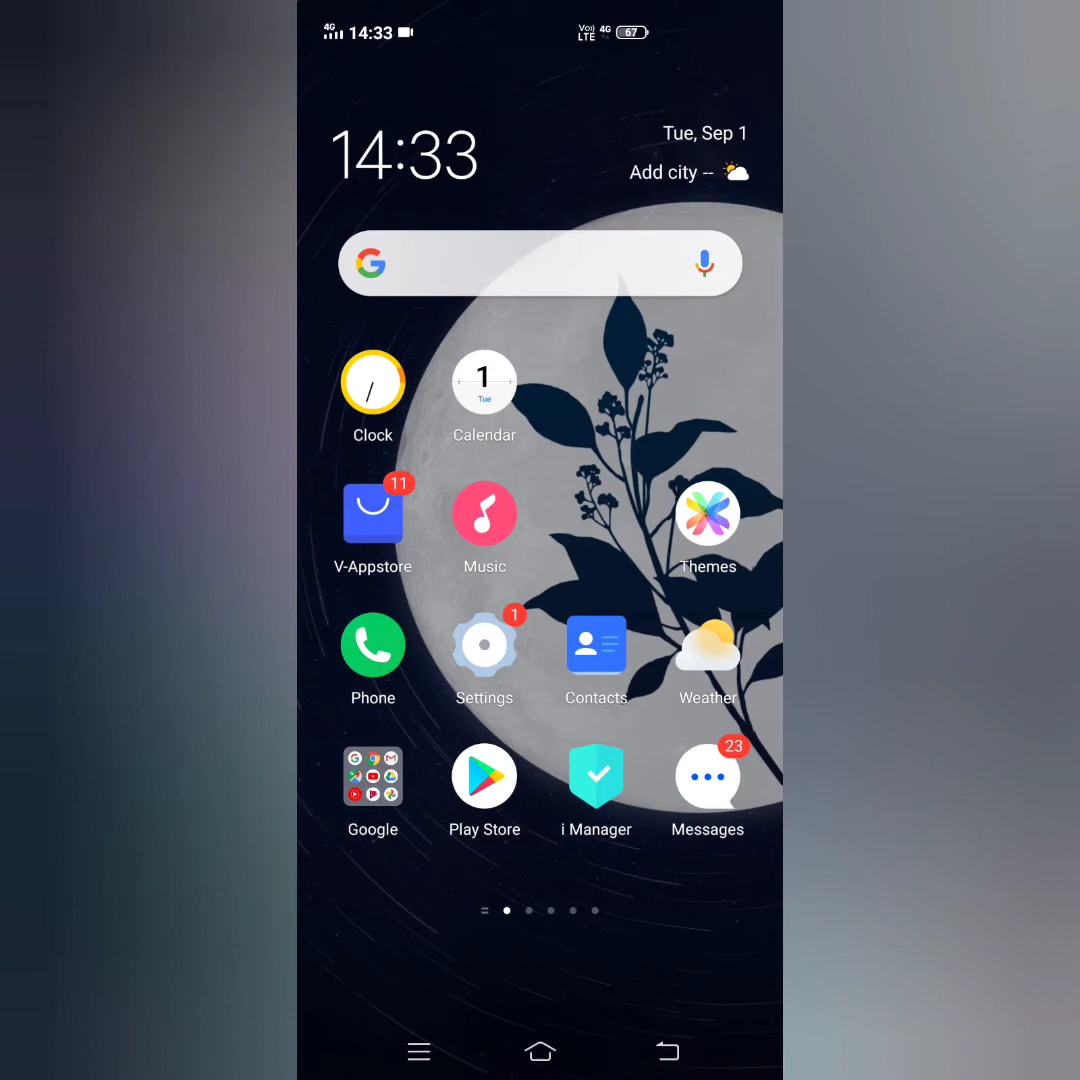 4G 14:33 Vo) 4G 67
LTE
14:33
Tue, Sep 1
Add city --
1
Tue
Clock Calendar
11
V-Appstore Music Themes
1
Phone Settings Contacts Weather
23
Google Play Store i Manager Messages